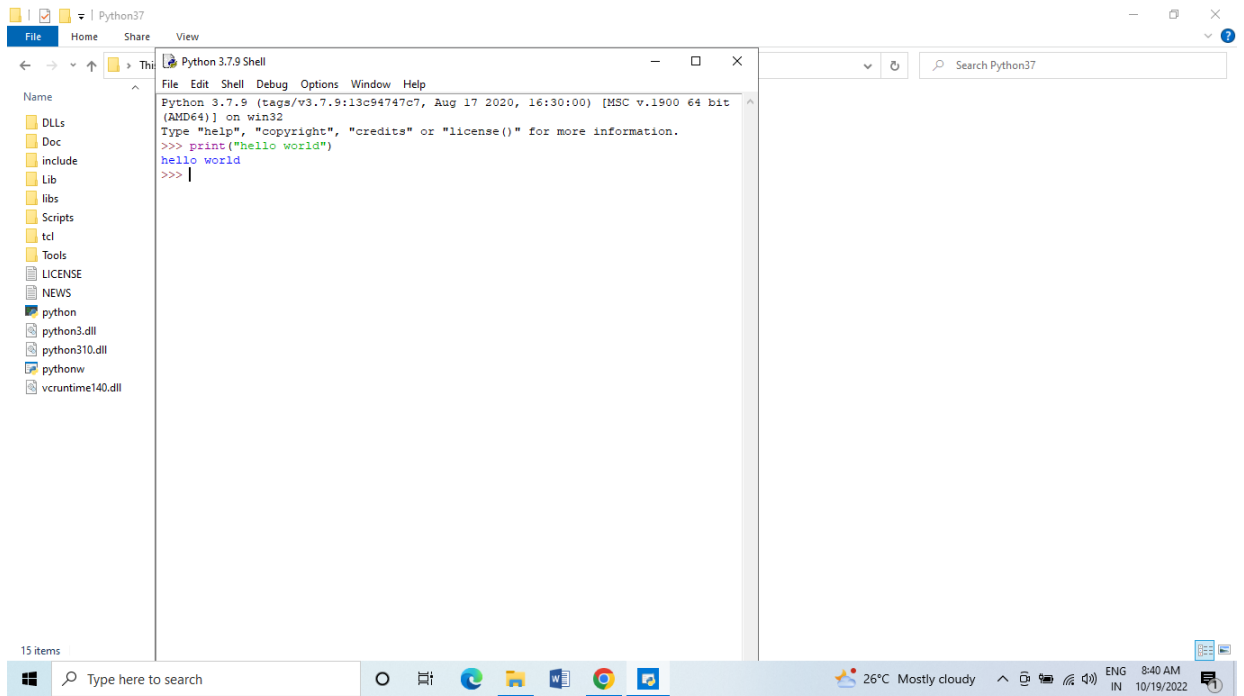 Python37
File Home Share View
Search Python37
Name
DLLs
Doc
include
Lib
libs
Scripts
tcl
Tools
LICENSE
NEWS
python
python3.dll
python310.dll
pythonw
vcruntime140.dll
15 items
Python 3.7.9 Shell
File Edit Shell Debug Options Window Help
Python 3.7.9 (tags/v3.7.9:13c94747c7, Aug 17 2020, 16:30:00) [MSC v.1900 64 bit
(AMD64)] on win32
Type "help", "copyright", "credits" or "license()" for more information.
>>> print("hello world")
hello world
>>>
Type here to search
26°C Mostly cloudy
ENG
IN
8:40 AM
10/19/2022
1